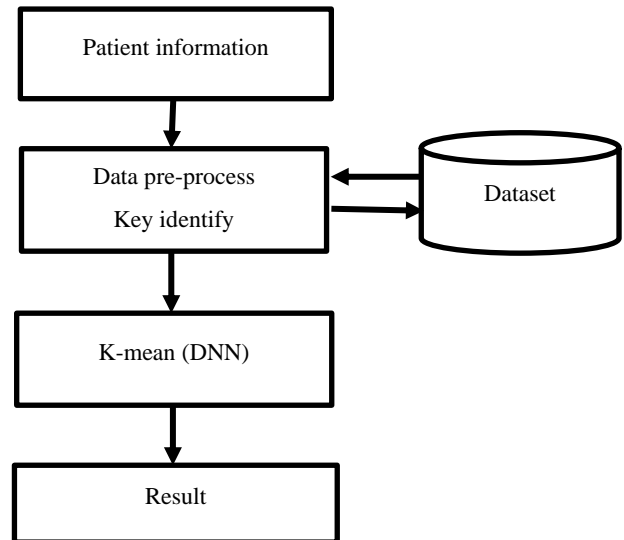 Patient information
Data pre-process
Key identify
Dataset
K-mean (DNN)
Result